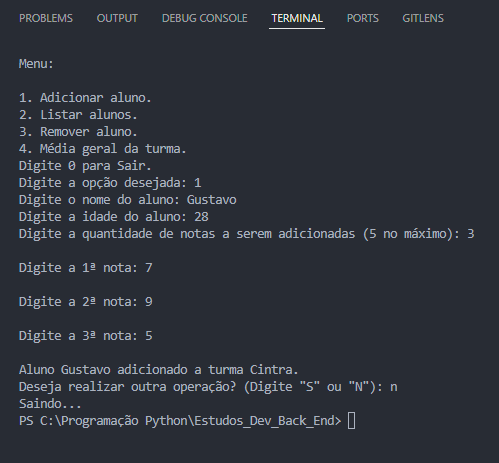 PROBLEMS OUTPUT DEBUG CONSOLE TERMINAL PORTS GITLENS
Menu:
1. Adicionar aluno.
2. Listar alunos.
3. Remover aluno.
4. Média geral da turma.
Digite 0 para Sair.
Digite a opção desejada: 1
Digite o nome do aluno: Gustavo
Digite a idade do aluno: 28
Digite a quantidade de notas a serem adicionadas (5 no máximo): 3
Digite a 1ª nota: 7
Digite a 2ª nota: 9
Digite a 3ª nota: 5
Aluno Gustavo adicionado a turma Cintra.
Deseja realizar outra operação? (Digite "S" ou "N"): n
Saindo...
PS C:\Programação Python\Estudos_Dev_Back_End>